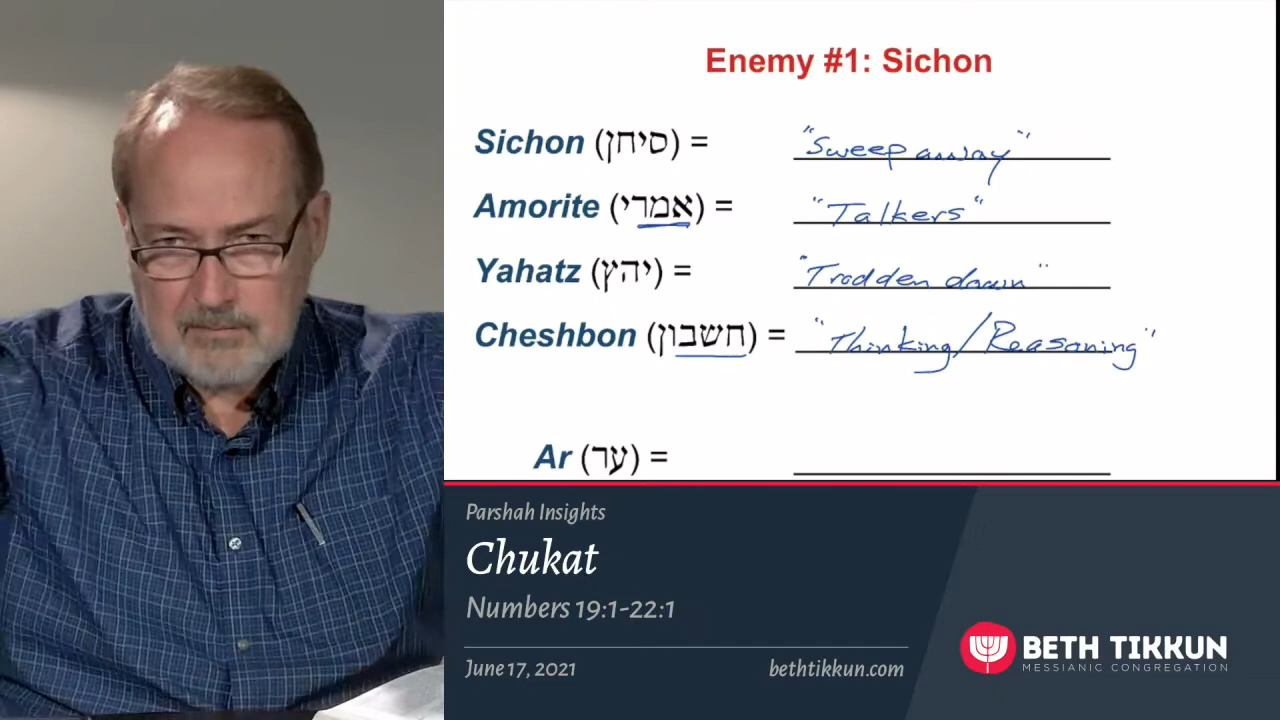 Enemy #1: Sichon
Sichon (סיחן) = "Sweep away"
Amorite (אמרי) = "Talkers"
Yahatz (יהץ) = "Trodden down"
Cheshbon (חשבון) = "Thinking/Reasoning"
Ar (ער) =
Parshah Insights
Chukat
Numbers 19:1-22:1
June 17, 2021
bethtikkun.com
BETH TIKKUN
MESSIANIC CONGREGATION